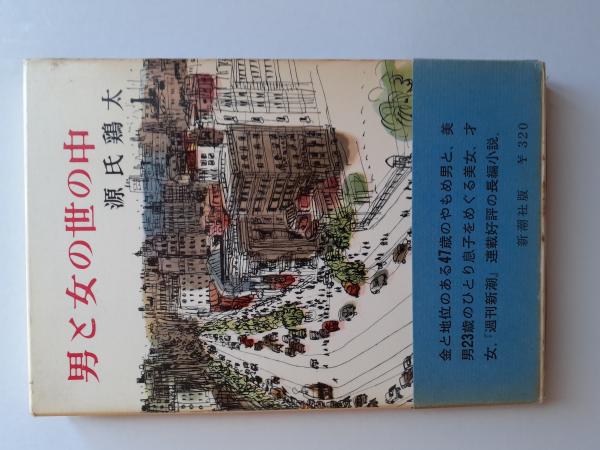 男と女の世の中
源氏鶏太
金と地位のある47歳のやもめ男と、美
男23歳のひとり息子をめぐる美女、才
女。『週刊新潮』連載好評の長編小説。
新潮社版 ¥320